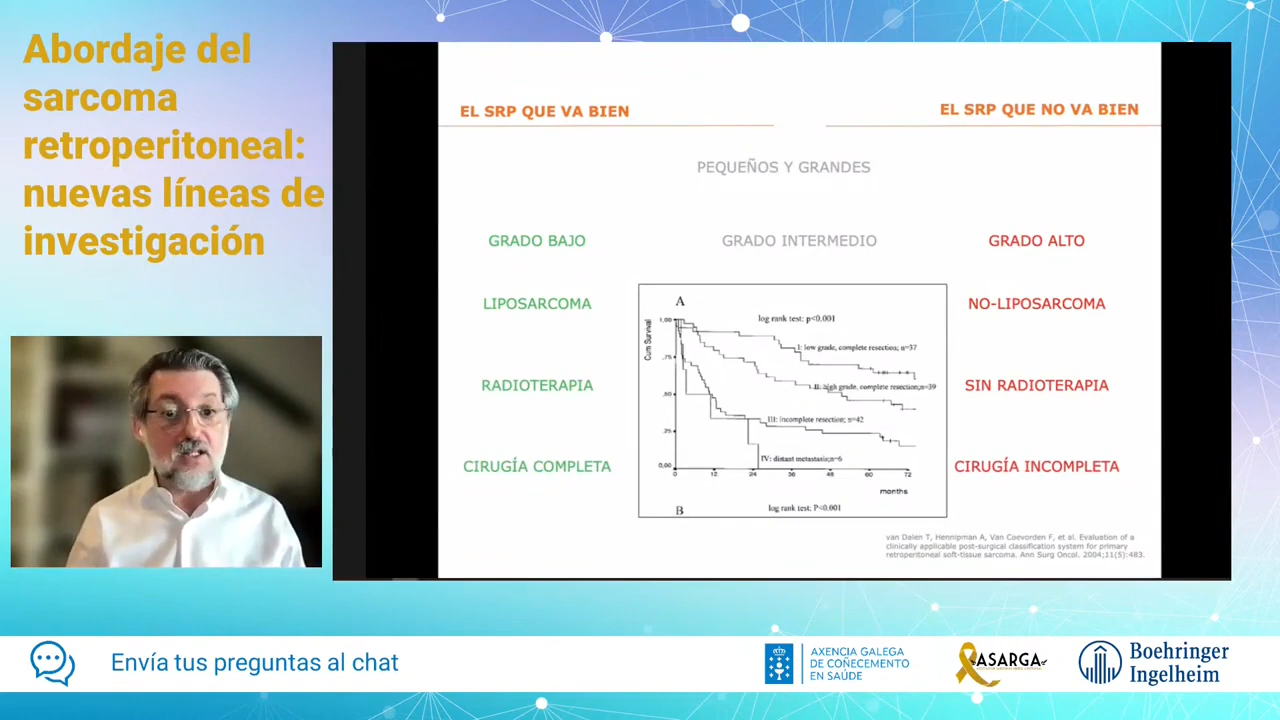 Abordaje del
sarcoma
retroperitoneal:
nuevas líneas de
investigación
EL SRP QUE VA BIEN
EL SRP QUE NO VA BIEN
PEQUEÑOS Y GRANDES
GRADO BAJO
GRADO INTERMEDIO
GRADO ALTO
LIPOSARCOMA
NO-LIPOSARCOMA
RADIOTERAPIA
SIN RADIOTERAPIA
CIRUGÍA COMPLETA
CIRUGÍA INCOMPLETA
A
log rank test: p<0.001
Cum Survival
1,00
,75
,50
,25
0,00
I: low grade, complete resection; n=37
II: high grade, complete resection;n=39
III: incomplete resection; n=42
IV: distant metastasis;n=6
0 12 24 36 48 60 72
months
B
log rank test: P<0.001
van Dalen T, Hennipman A, Van Coevorden F, et al. Evaluation of a
clinically applicable post-surgical classification system for primary
retroperitoneal soft-tissue sarcoma. Ann Surg Oncol. 2004;11(5):483.
Envía tus preguntas al chat
AXENCIA GALEGA
DE COÑECEMENTO
EN SAÚDE
ASARGA
Boehringer
Ingelheim